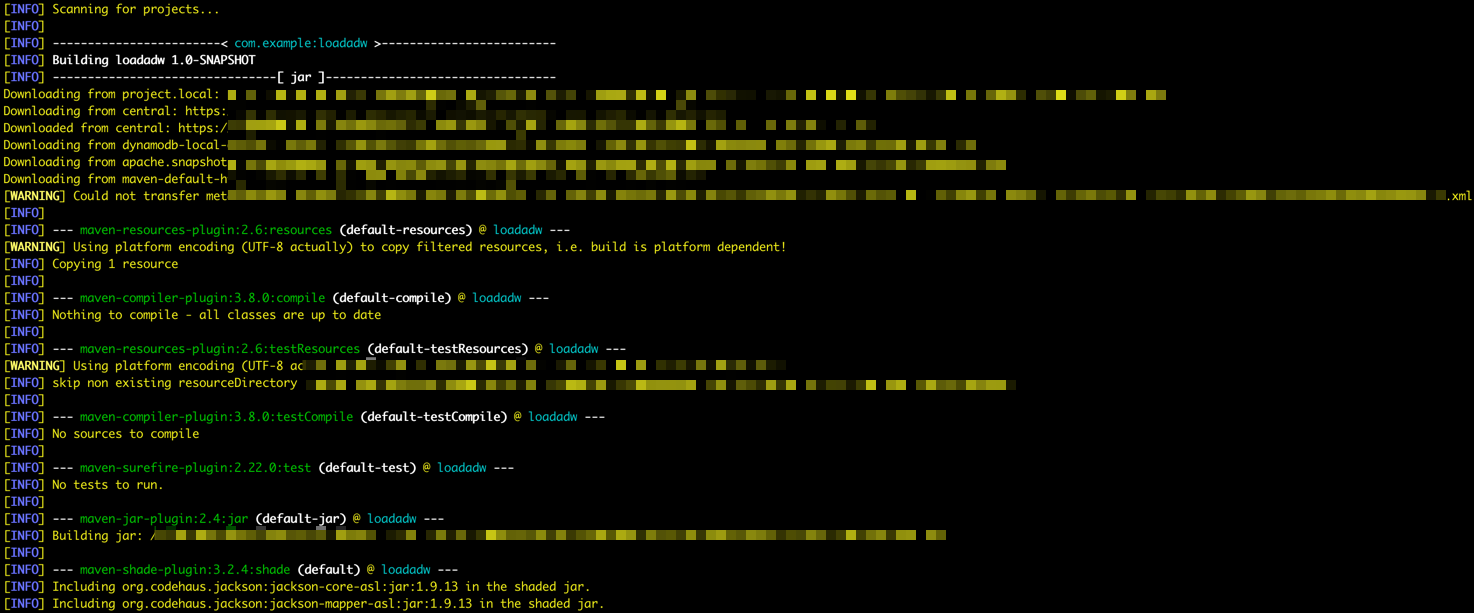 [INFO] Scanning for projects...
[INFO]
[INFO] ------------------------< com.example:loadadw >-------------------------
[INFO] Building loadadw 1.0-SNAPSHOT
[INFO] --------------------------------[ jar ]---------------------------------
Downloading from project.local:
Downloading from central: https:
Downloaded from central: https:/
Downloading from dynamodb-local-
Downloading from apache.snapshot
Downloading from maven-default-h
[WARNING] Could not transfer met .xml
[INFO]
[INFO] --- maven-resources-plugin:2.6:resources (default-resources) @ loadadw ---
[WARNING] Using platform encoding (UTF-8 actually) to copy filtered resources, i.e. build is platform dependent!
[INFO] Copying 1 resource
[INFO]
[INFO] --- maven-compiler-plugin:3.8.0:compile (default-compile) @ loadadw ---
[INFO] Nothing to compile - all classes are up to date
[INFO]
[INFO] --- maven-resources-plugin:2.6:testResources (default-testResources) @ loadadw ---
[WARNING] Using platform encoding (UTF-8 ac
[INFO] skip non existing resourceDirectory
[INFO]
[INFO] --- maven-compiler-plugin:3.8.0:testCompile (default-testCompile) @ loadadw ---
[INFO] No sources to compile
[INFO]
[INFO] --- maven-surefire-plugin:2.22.0:test (default-test) @ loadadw ---
[INFO] No tests to run.
[INFO]
[INFO] --- maven-jar-plugin:2.4:jar (default-jar) @ loadadw ---
[INFO] Building jar: /
[INFO]
[INFO] --- maven-shade-plugin:3.2.4:shade (default) @ loadadw ---
[INFO] Including org.codehaus.jackson:jackson-core-asl:jar:1.9.13 in the shaded jar.
[INFO] Including org.codehaus.jackson:jackson-mapper-asl:jar:1.9.13 in the shaded jar.